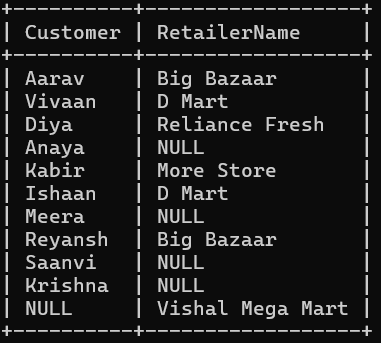 +----------+-------------------+
| Customer | RetailerName      |
+----------+-------------------+
| Aarav    | Big Bazaar        |
| Vivaan   | D Mart            |
| Diya     | Reliance Fresh    |
| Anaya    | NULL              |
| Kabir    | More Store        |
| Ishaan   | D Mart            |
| Meera    | NULL              |
| Reyansh  | Big Bazaar        |
| Saanvi   | NULL              |
| Krishna  | NULL              |
| NULL     | Vishal Mega Mart |
+----------+-------------------+